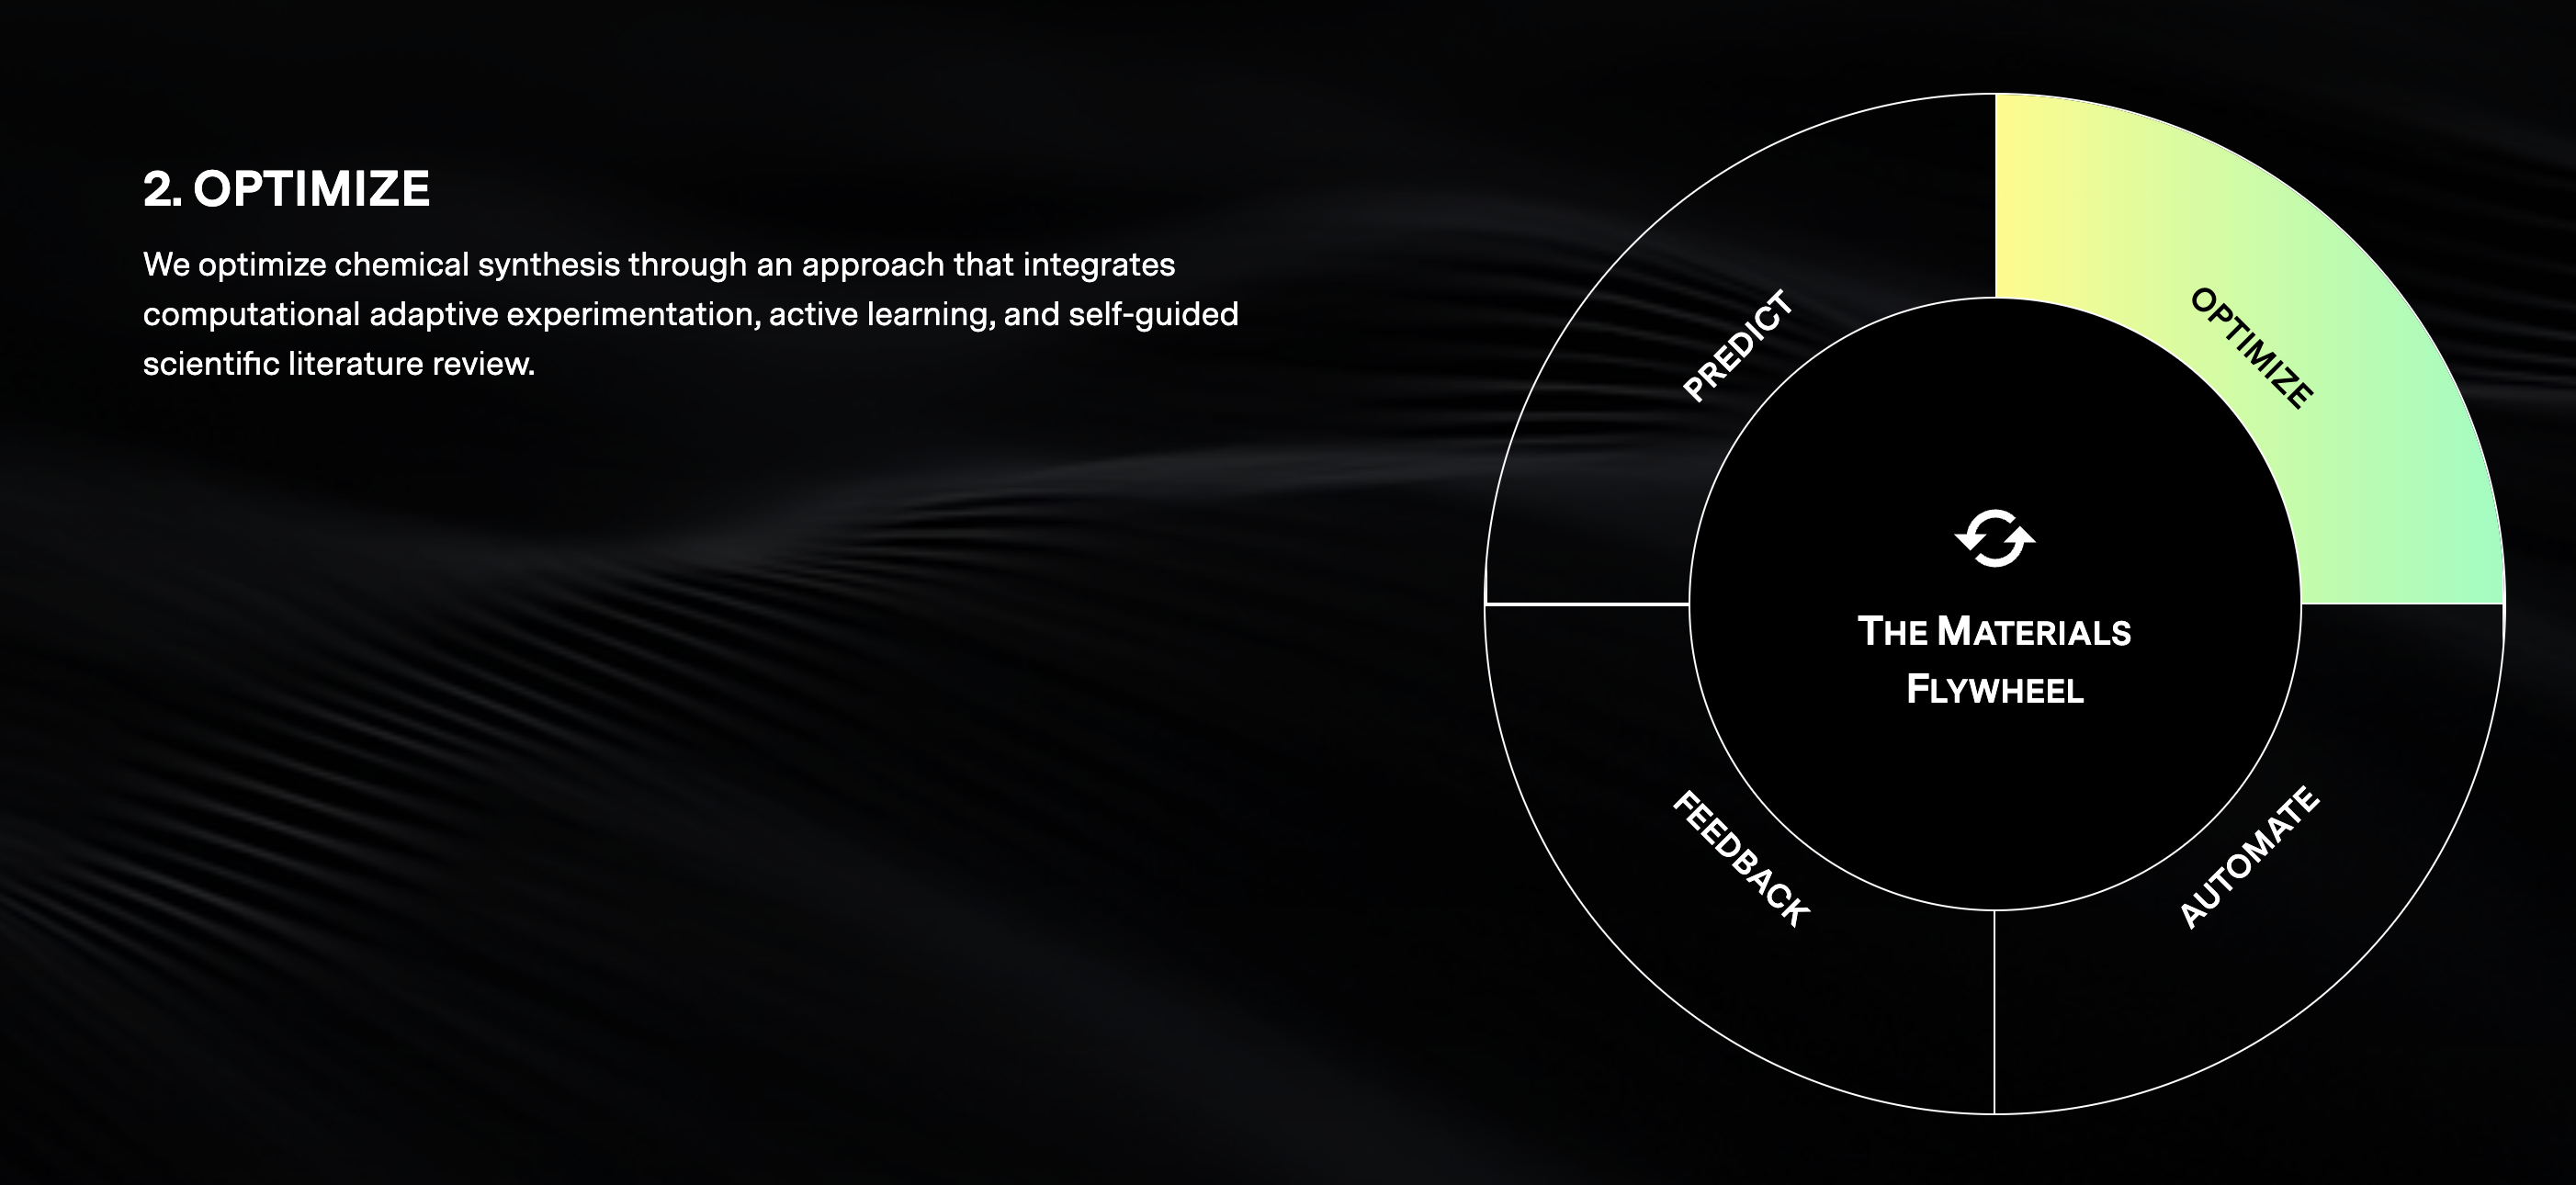 2. OPTIMIZE
We optimize chemical synthesis through an approach that integrates
computational adaptive experimentation, active learning, and self-guided
scientific literature review.
PREDICT
OPTIMIZE
THE MATERIALS
FLYWHEEL
FEEDBACK
AUTOMATE